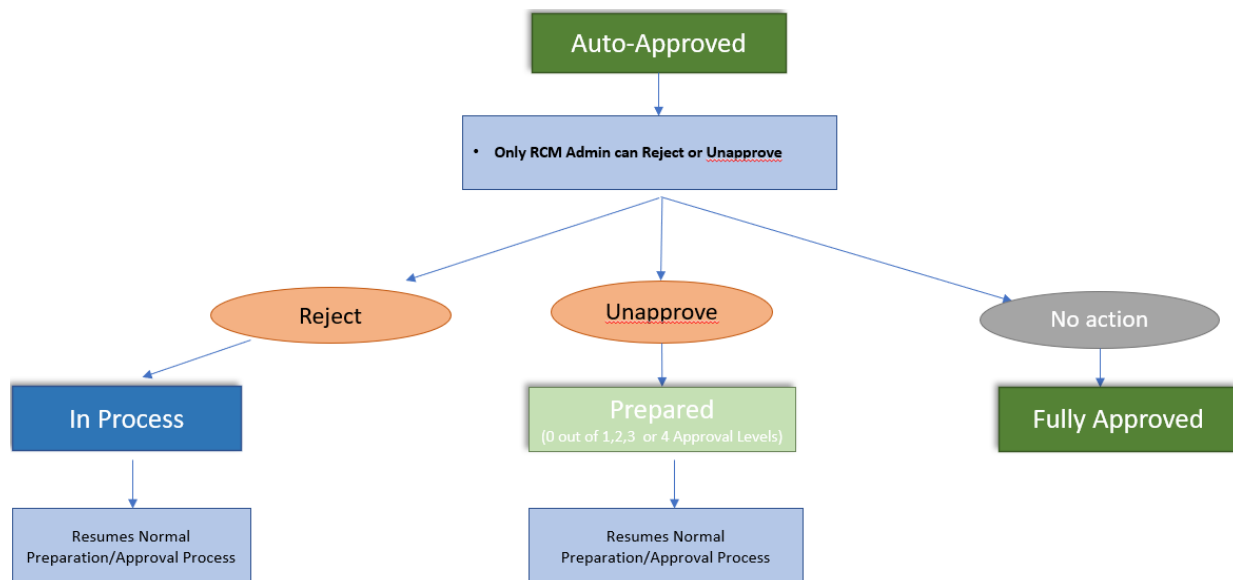 Auto-Approved
• Only RCM Admin can Reject or Unapprove
Reject
Unapprove
No action
In Process
Prepared
(0 out of 1,2,3 or 4 Approval Levels)
Fully Approved
Resumes Normal
Preparation/Approval Process
Resumes Normal
Preparation/Approval Process